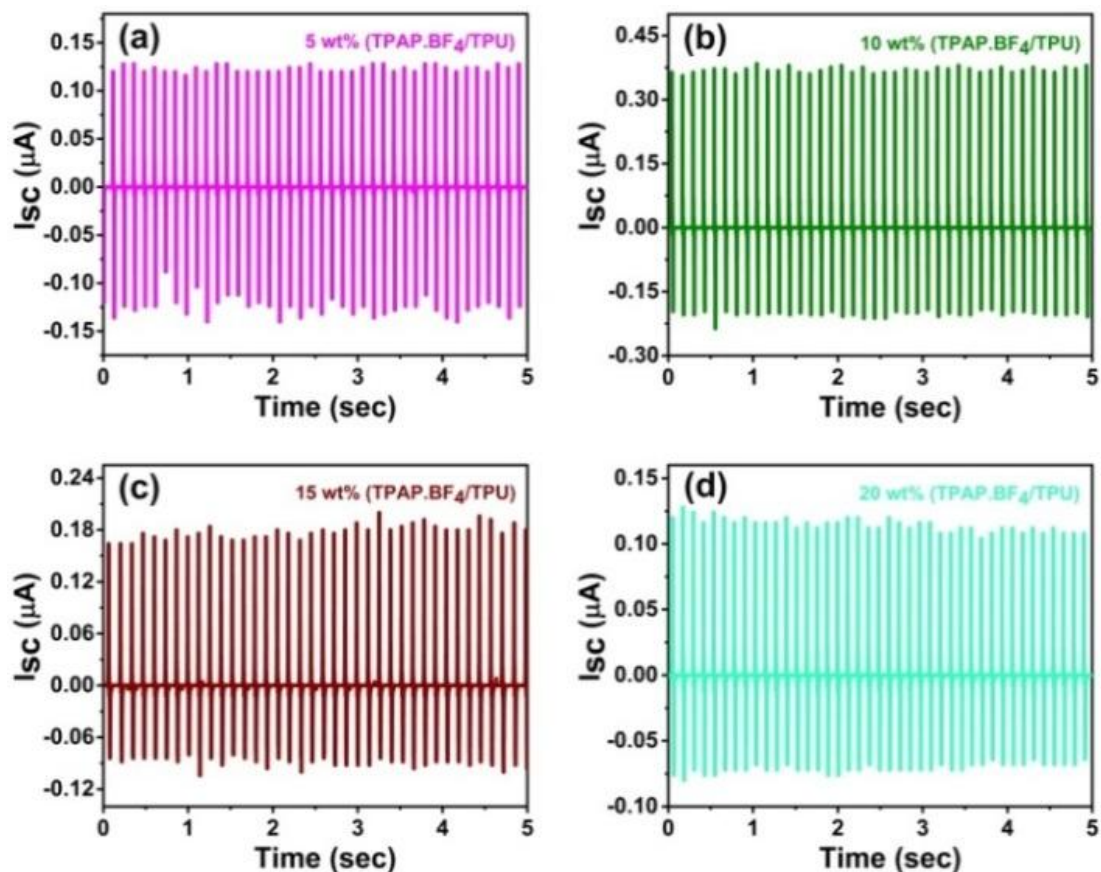 (a)
5 wt% (TPAP.BF4/TPU)
0.15
0.10
0.05
0.00
-0.05
-0.10
-0.15
ISC (μA)
0 1 2 3 4 5
Time (sec)
(b)
10 wt% (TPAP.BF4/TPU)
0.45
0.30
0.15
0.00
-0.15
-0.30
ISC (μA)
0 1 2 3 4 5
Time (sec)
(c)
15 wt% (TPAP.BF4/TPU)
0.24
0.18
0.12
0.06
0.00
-0.06
-0.12
ISC (μA)
0 1 2 3 4 5
Time (sec)
(d)
20 wt% (TPAP.BF4/TPU)
0.15
0.10
0.05
0.00
-0.05
-0.10
ISC (μA)
0 1 2 3 4 5
Time (sec)